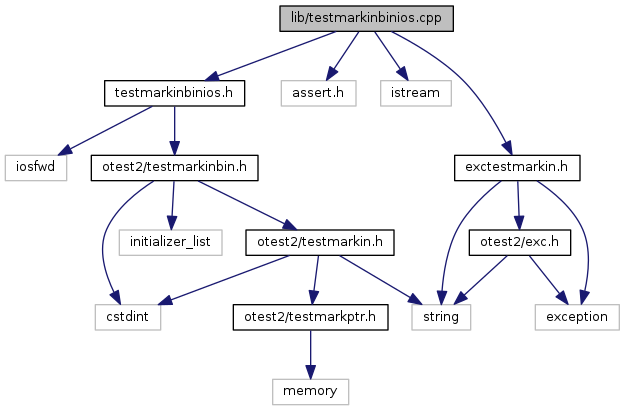 lib/testmarkinbinios.cpp
testmarkinbinios.h
assert.h
istream
iosfwd
otest2/testmarkinbin.h
exctestmarkin.h
initializer_list
otest2/testmarkin.h
otest2/exc.h
cstdint
otest2/testmarkptr.h
string
exception
memory